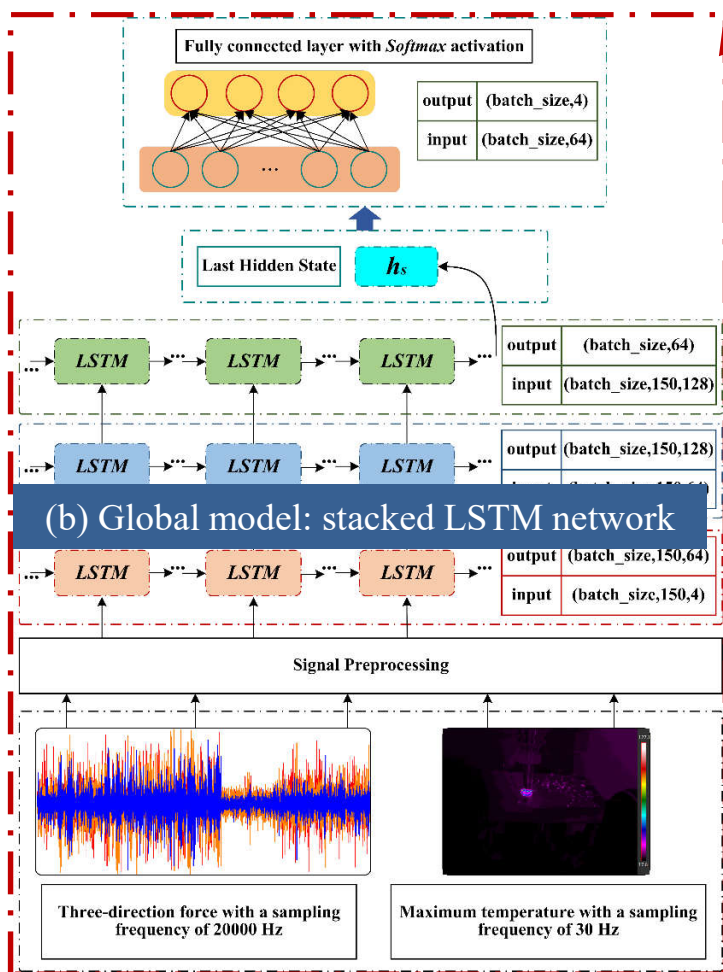 Fully connected layer with Softmax activation
output (batch_size,4)
input (batch_size,64)
...
Last Hidden State
hs
output (batch_size,64)
input (batch_size,150,128)
... LSTM ... LSTM ... LSTM ...
output (batch_size,150,128)
... LSTM ... LSTM ... LSTM ...
(b) Global model: stacked LSTM network
output (batch_size,150,64)
input (batch_size,150,4)
... LSTM ... LSTM ... LSTM ...
Signal Preprocessing
Three-direction force with a sampling
frequency of 20000 Hz
Maximum temperature with a sampling
frequency of 30 Hz